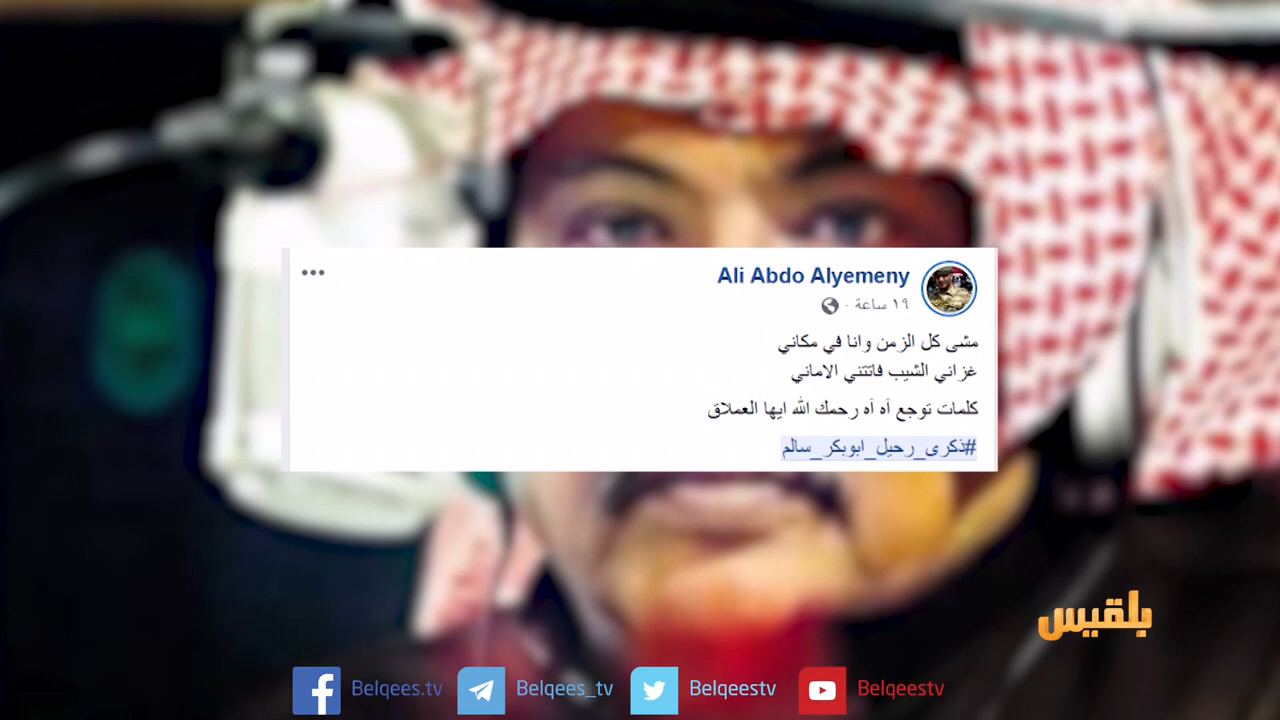 Ali Abdo Alyemeny
١٩ ساعة ·
مشى كل الزمن وانا في مكاني
غزاني الشيب فاتتني الاماني
كلمات توجع آه آه رحمك الله ايها العملاق
#ذكرى_رحيل_ابوبكر_سالم
بلقيس
Belqees.tv Belqees_tv Belqeestv Belqeestv